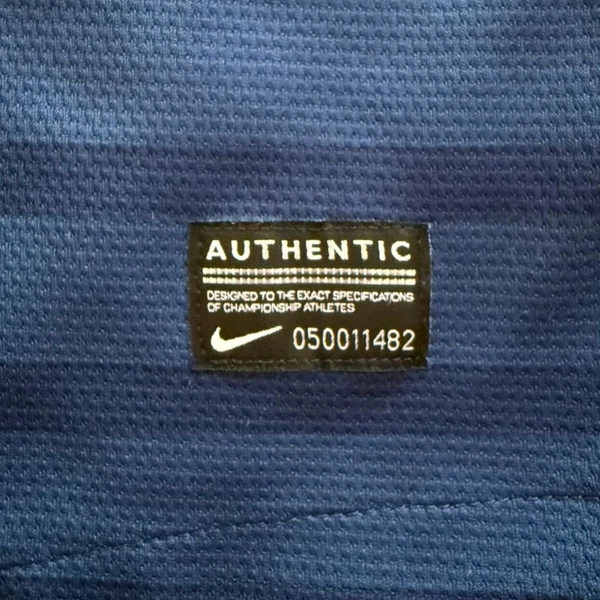 AUTHENTIC
DESIGNED TO THE EXACT SPECIFICATIONS
OF CHAMPIONSHIP ATHLETES
050011482